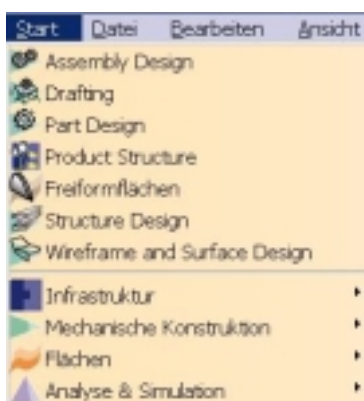 Start Datei Bearbeiten Ansicht
Assembly Design
Drafting
Part Design
Product Structure
Freiformflächen
Structure Design
Wireframe and Surface Design
Infrastruktur
Mechanische Konstruktion
Flächen
Analyse & Simulation